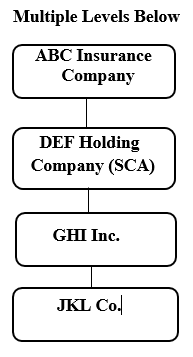 Multiple Levels Below
ABC Insurance
Company
DEF Holding
Company (SCA)
GHI Inc.
JKL Co.